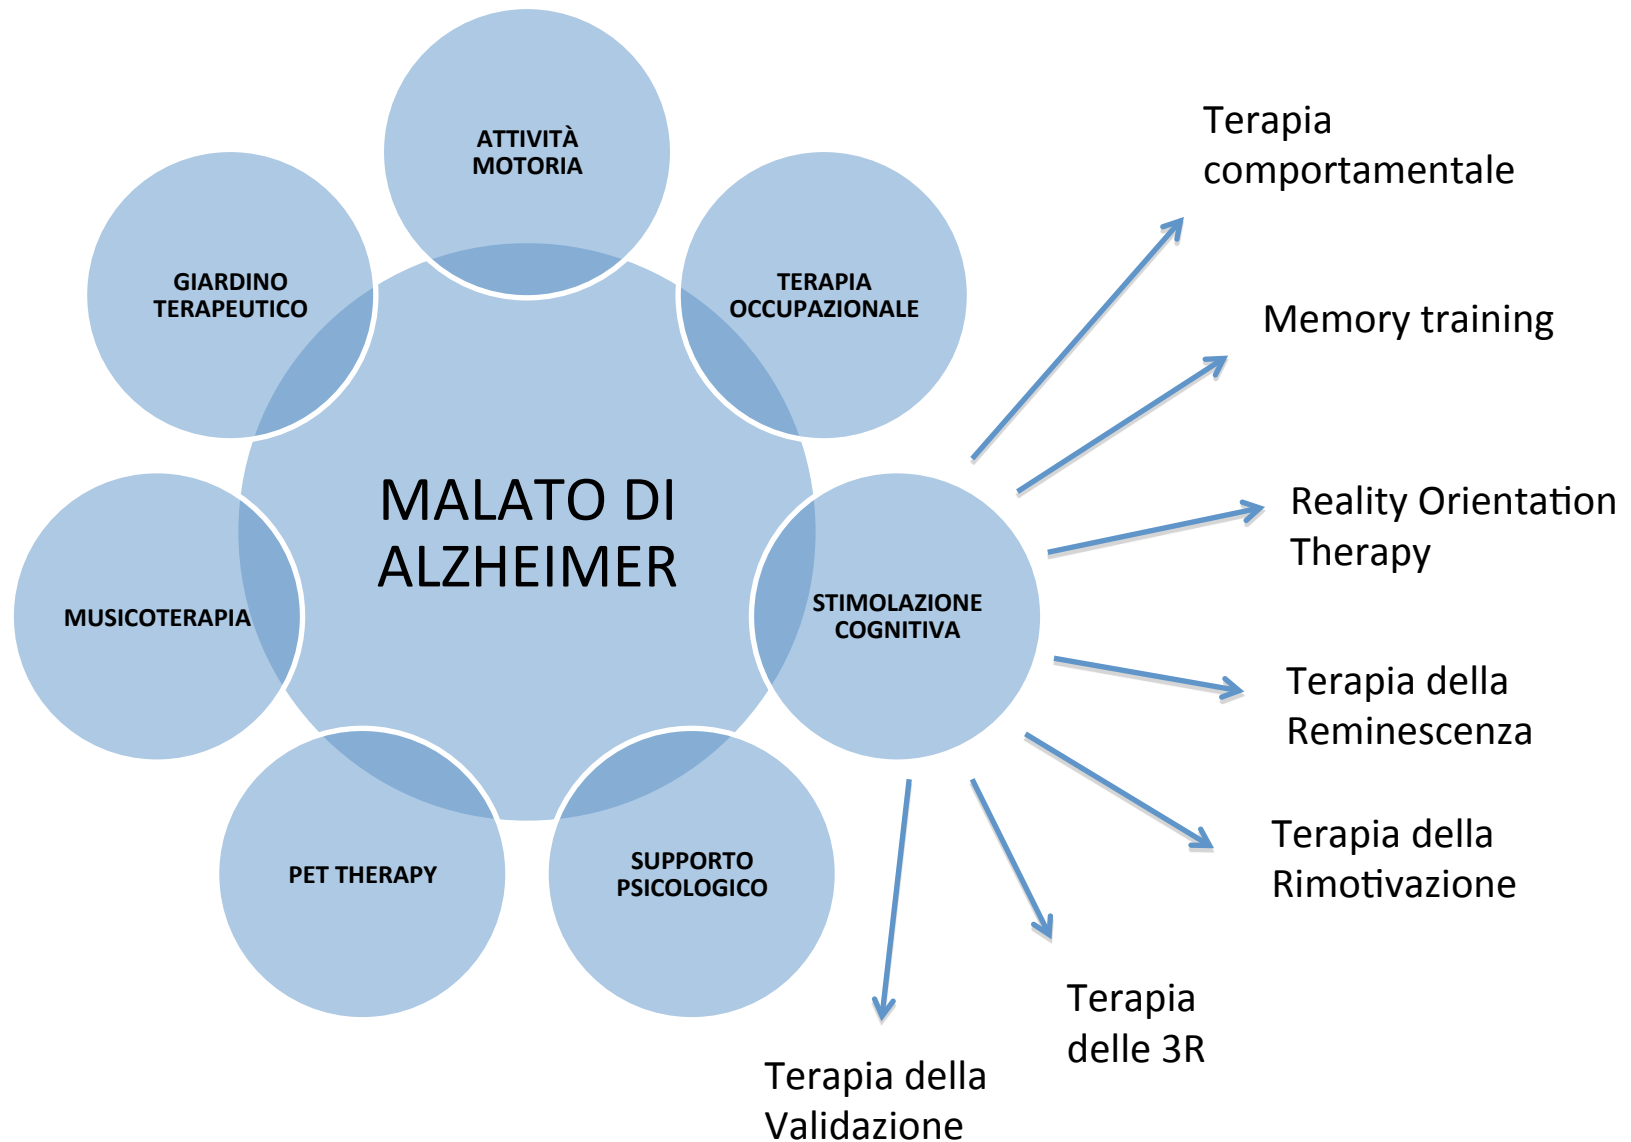 ATTIVITÀ
MOTORIA
GIARDINO
TERAPEUTICO
TERAPIA
OCCUPAZIONALE
MALATO DI
ALZHEIMER
MUSICOTERAPIA
STIMOLAZIONE
COGNITIVA
PET THERAPY
SUPPORTO
PSICOLOGICO
Terapia
comportamentale
Memory training
Reality Orientation
Therapy
Terapia della
Reminescenza
Terapia della
Rimotivazione
Terapia
delle 3R
Terapia della
Validazione